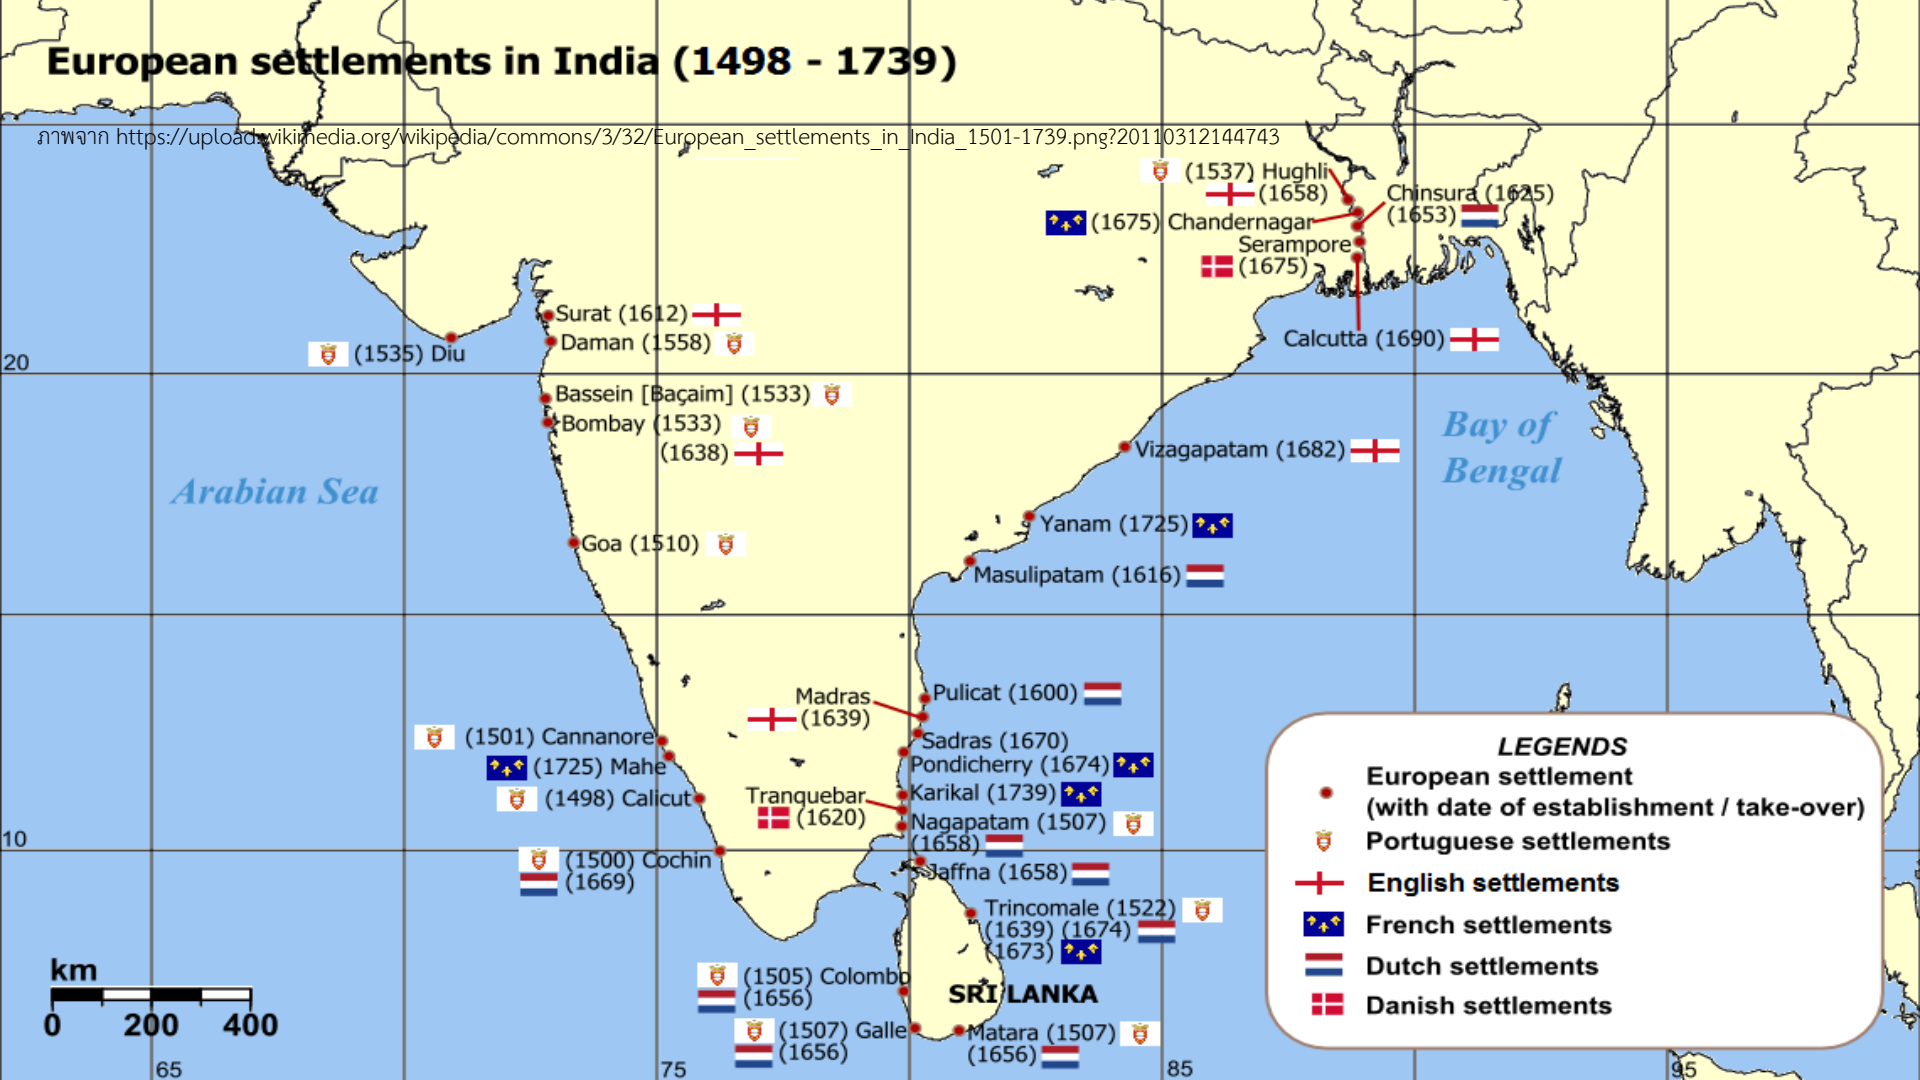 European settlements in India (1498 - 1739)
ภาพจาก https://upload.wikimedia.org/wikipedia/commons/3/32/European_settlements_in_India_1501-1739.png?20110312144743
(1537) Hughli
(1658)
Chinsura (1625)
(1653)
(1675) Chandernagar
Serampore
(1675)
Calcutta (1690)
Surat (1612)
Daman (1558)
(1535) Diu
20
Bassein [Baçaim] (1533)
Bombay (1533)
(1638)
Bay of
Bengal
Vizagapatam (1682)
Arabian Sea
Yanam (1725)
Goa (1510)
Masulipatam (1616)
Pulicat (1600)
Madras
(1639)
(1501) Cannanore
Sadras (1670)
(1725) Mahe
Pondicherry (1674)
(1498) Calicut
Karikal (1739)
Tranquebar
(1620)
Nagapatam (1507)
(1658)
10
(1500) Cochin
(1669)
Jaffna (1658)
Trincomale (1522)
(1639) (1674)
(1673)
(1505) Colombo
(1656)
SRI LANKA
(1507) Galle
(1656)
Matara (1507)
(1656)
LEGENDS
European settlement
(with date of establishment / take-over)
Portuguese settlements
English settlements
French settlements
Dutch settlements
Danish settlements
km
0 200 400
65 75 85 95